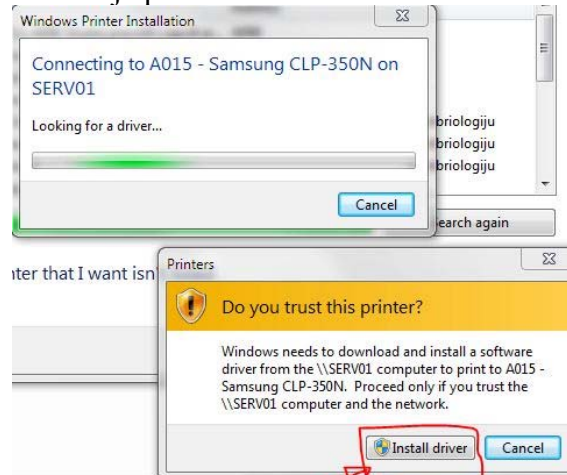 Windows Printer Installation
Connecting to A015 - Samsung CLP-350N on
SERV01
Looking for a driver...
Cancel
briologiju
briologiju
briologiju
earch again
nter that I want isn'
Printers
Do you trust this printer?
Windows needs to download and install a software
driver from the \\SERV01 computer to print to A015 -
Samsung CLP-350N. Proceed only if you trust the
\\SERV01 computer and the network.
Install driver
Cancel